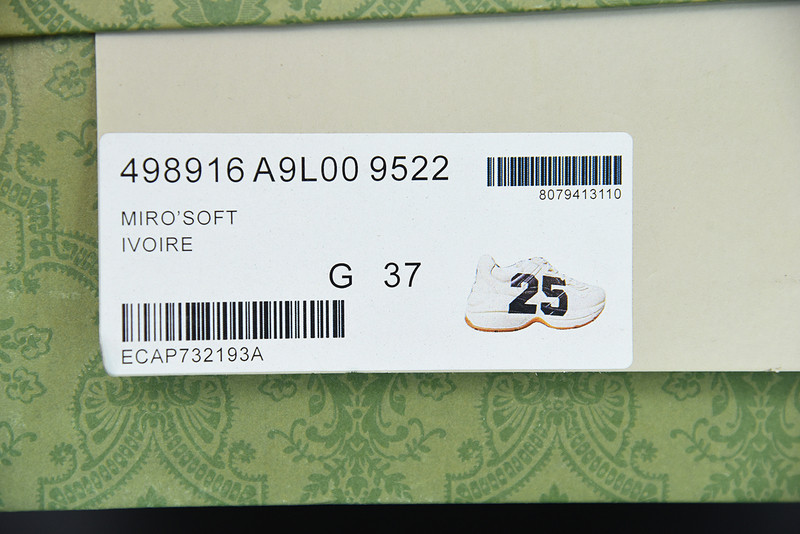 498916 A9L00 9522
8079413110
MIRO'SOFT
IVOIRE
G 37
25
ECAP732193A